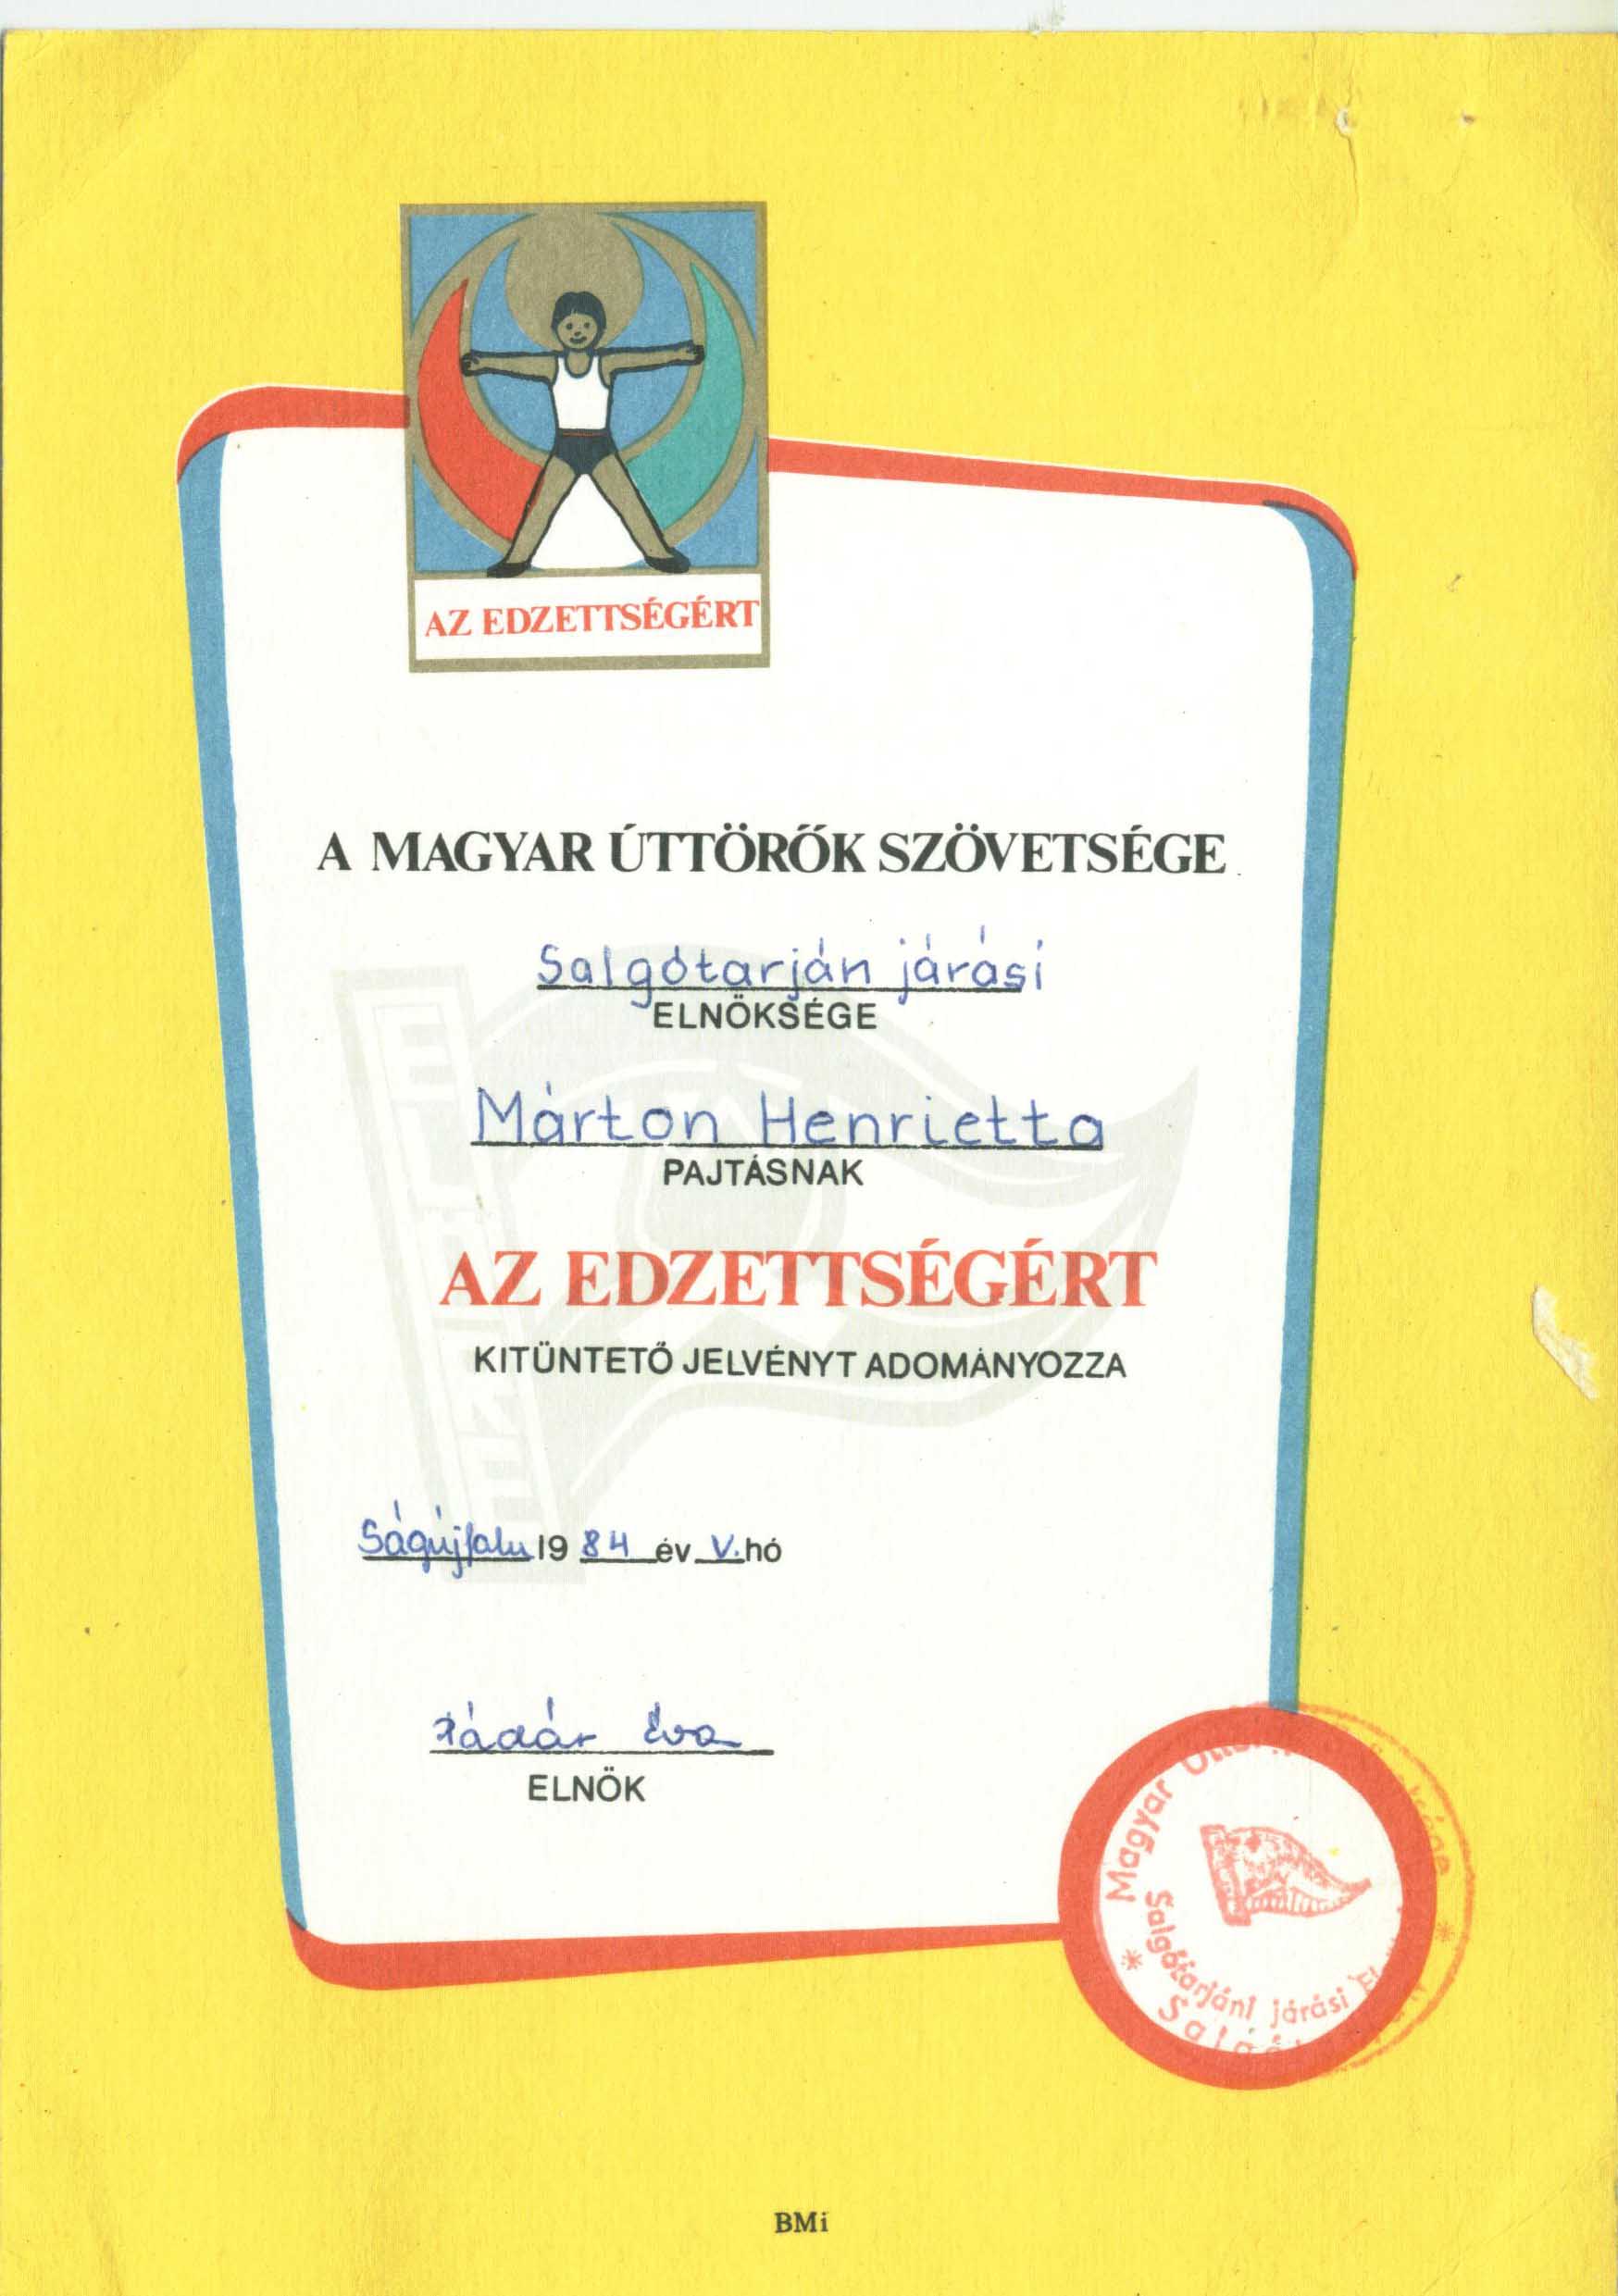 AZ EDZETTSÉGÉRT
A MAGYAR ÚTTÖRŐK SZÖVETSÉGE
Salgótarján járási
ELNÖKSÉGE
Márton Henrietta
PAJTÁSNAK
AZ EDZETTSÉGÉRT
KITÜNTETŐ JELVÉNYT ADOMÁNYOZZA
ELŐRE
Ságújfalu 1984 év V. hó
Éva
ELNÖK
Magyar
Salgótarjáni járási
BMi